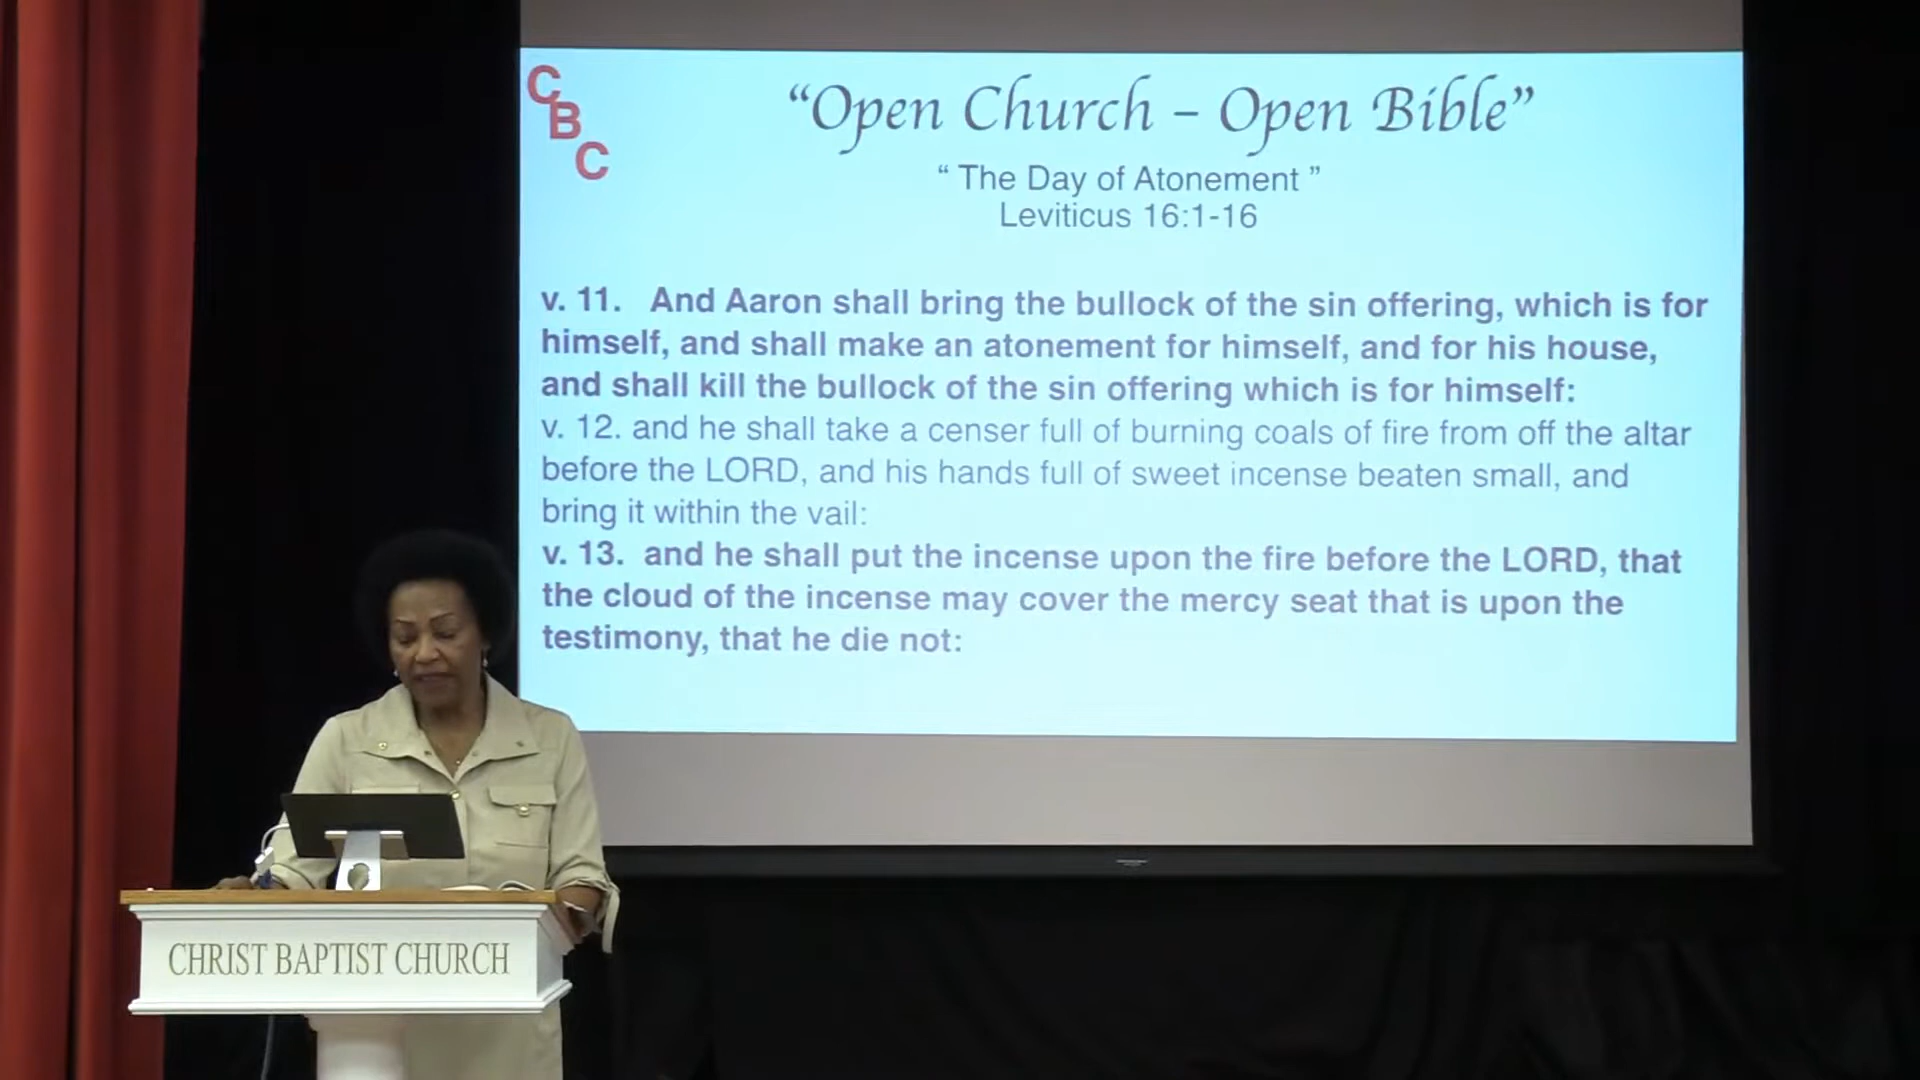 C
B
C
“Open Church – Open Bible”
“ The Day of Atonement ”
Leviticus 16:1-16
v. 11. And Aaron shall bring the bullock of the sin offering, which is for
himself, and shall make an atonement for himself, and for his house,
and shall kill the bullock of the sin offering which is for himself:
v. 12. and he shall take a censer full of burning coals of fire from off the altar
before the LORD, and his hands full of sweet incense beaten small, and
bring it within the vail:
v. 13. and he shall put the incense upon the fire before the LORD, that
the cloud of the incense may cover the mercy seat that is upon the
testimony, that he die not:
CHRIST BAPTIST CHURCH